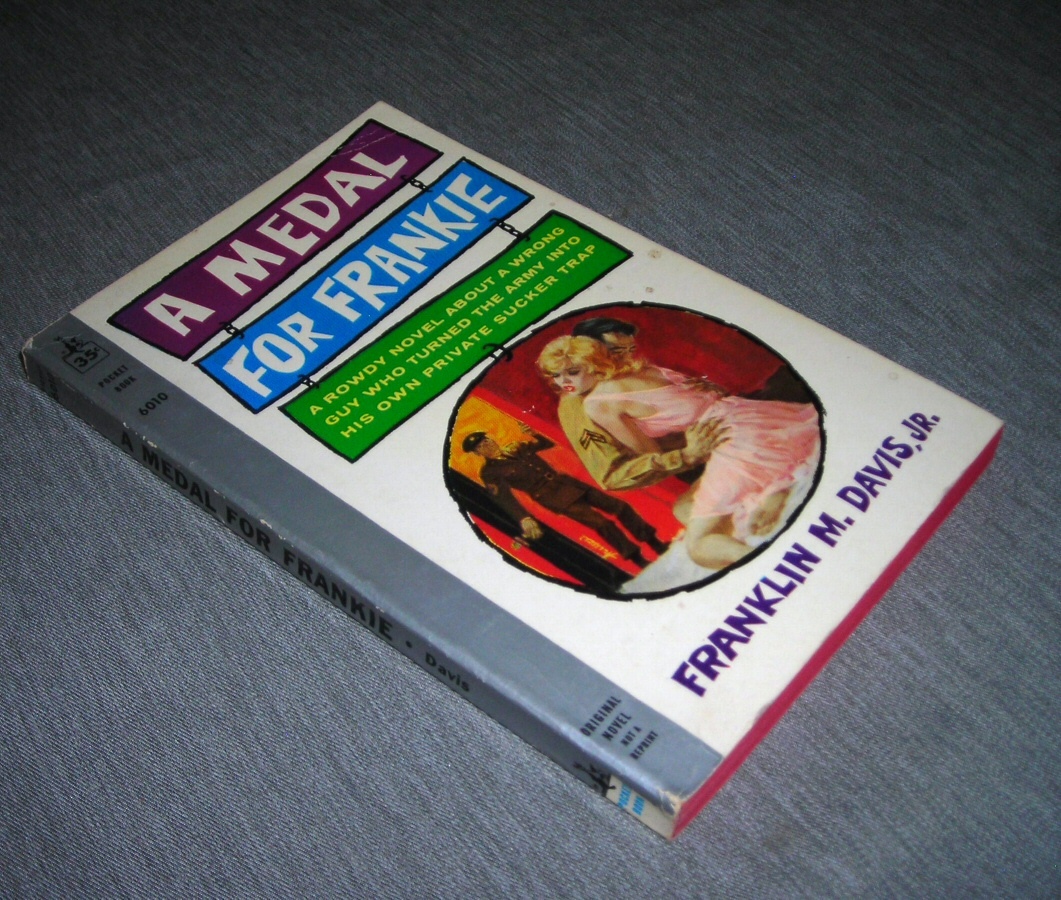 A MEDAL
FOR FRANKIE
A ROWDY NOVEL ABOUT A WRONG
GUY WHO TURNED THE ARMY INTO
HIS OWN PRIVATE SUCKER TRAP
FRANKLIN M. DAVIS, JR.
35¢
POCKET
BOOK
6010
ORIGINAL
NOVEL
NOT A
REPRINT
A MEDAL FOR FRANKIE • Davis